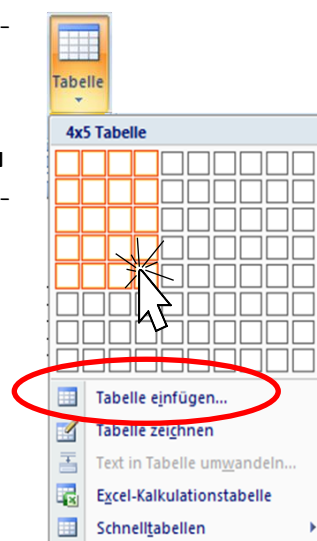 Tabelle
4x5 Tabelle
Tabelle einfügen...
Tabelle zeichnen
Text in Tabelle umwandeln...
Excel-Kalkulationstabelle
Schnelltabellen